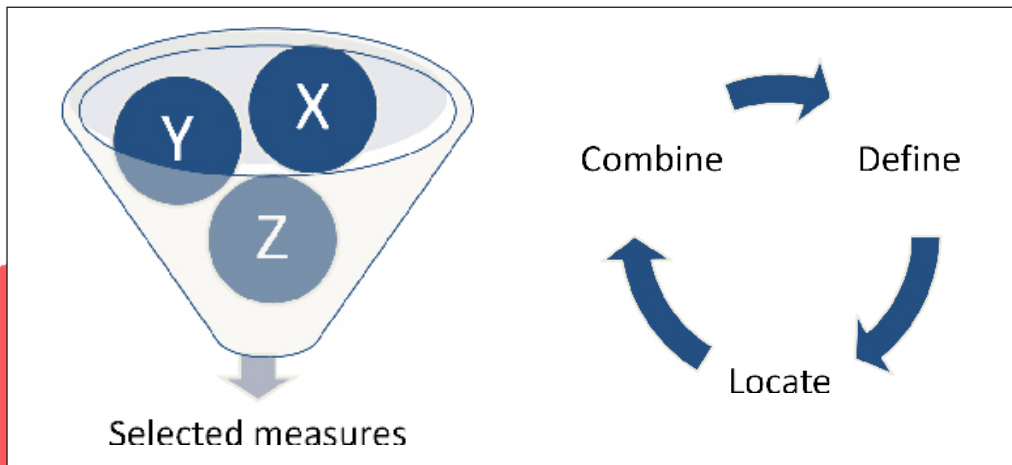 Y
X
Z
Selected measures
Combine
Define
Locate